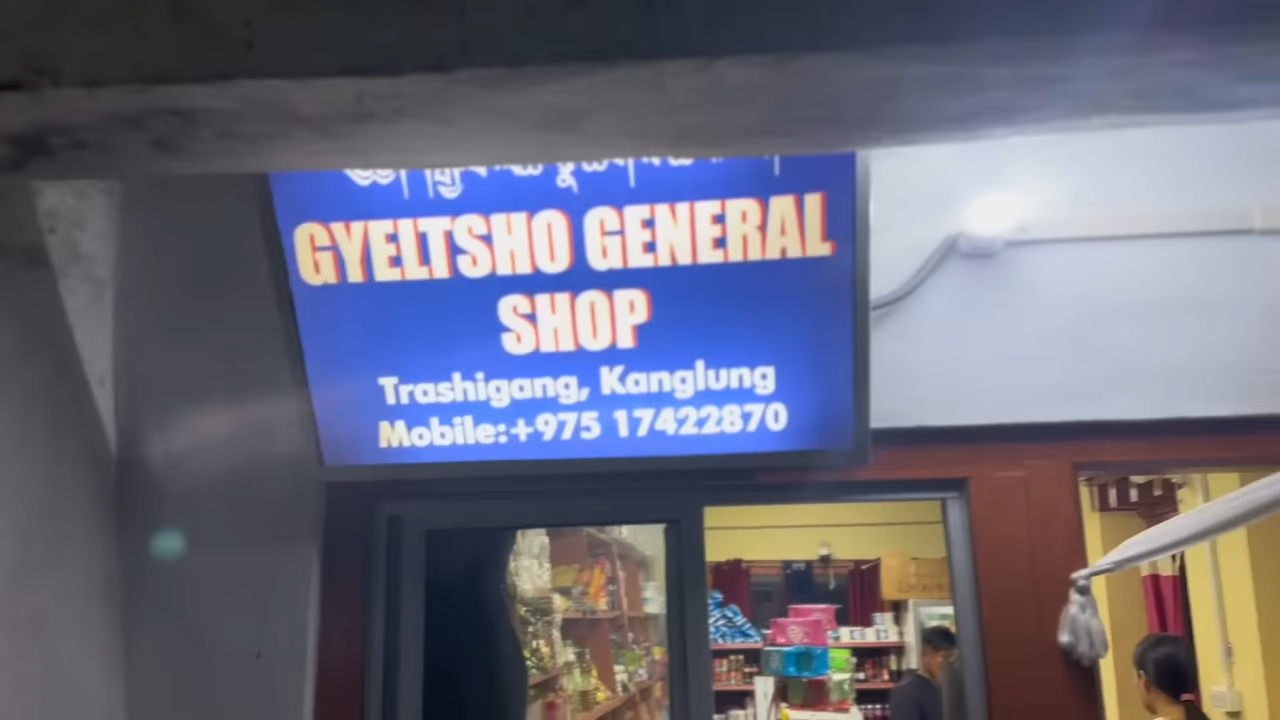 GYELTSHO GENERAL
SHOP
Trashigang, Kanglung
Mobile:+975 17422870